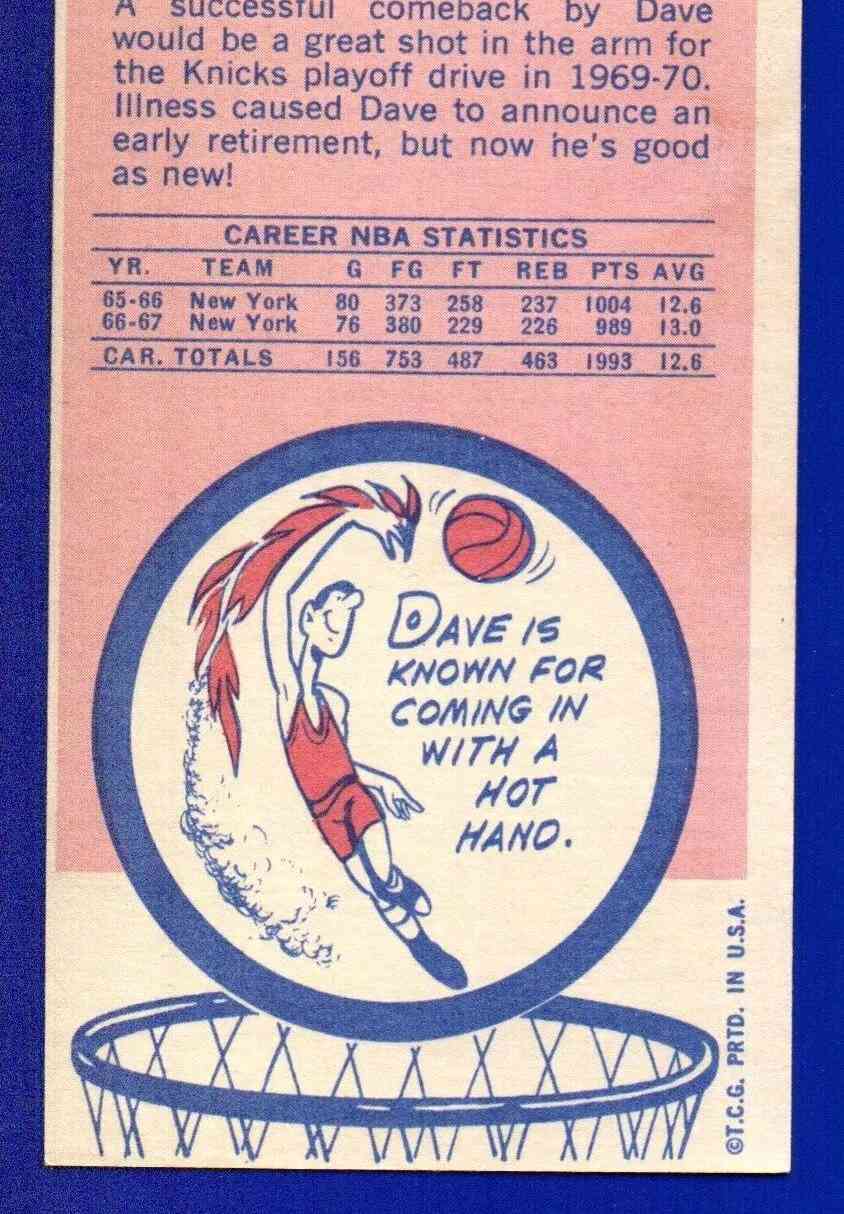 A successful comeback by Dave
would be a great shot in the arm for
the Knicks playoff drive in 1969-70.
Illness caused Dave to announce an
early retirement, but now he's good
as new!
CAREER NBA STATISTICS
YR. TEAM G FG FT REB PTS AVG
65-66 New York 80 373 258 237 1004 12.6
66-67 New York 76 380 229 226 989 13.0
CAR. TOTALS 156 753 487 463 1993 12.6
DAVE IS
KNOWN FOR
COMING IN
WITH A
HOT
HAND.
©T.C.G. PRTD. IN U.S.A.